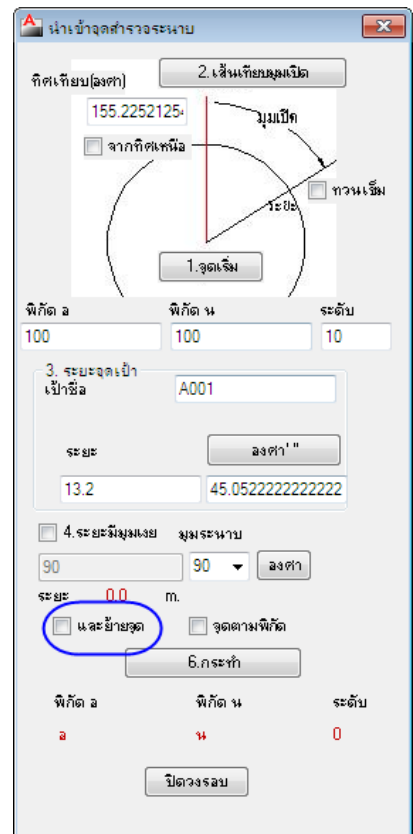 นำเข้าจุดสำรวจระนาบ
ทิศเทียบ(องศา)
2.เส้นเทียบมุมเปิด
155.2252125
มุมเปิด
จากทิศเหนือ
ทวนเข็ม
ระยะ
1.จุดเริ่ม
พิกัด อ พิกัด น ระดับ
100 100 10
3. ระยะจุดเป้า
เป้าชื่อ A001
ระยะ องศา' "
13.2 45.0522222222222
4.ระยะมีมุมเงย มุมระนาบ
90 90 องศา
ระยะ 0.0 m.
และย้ายจุด จุดตามพิกัด
6.กระทำ
พิกัด อ พิกัด น ระดับ
อ น 0
ปิดวงรอบ